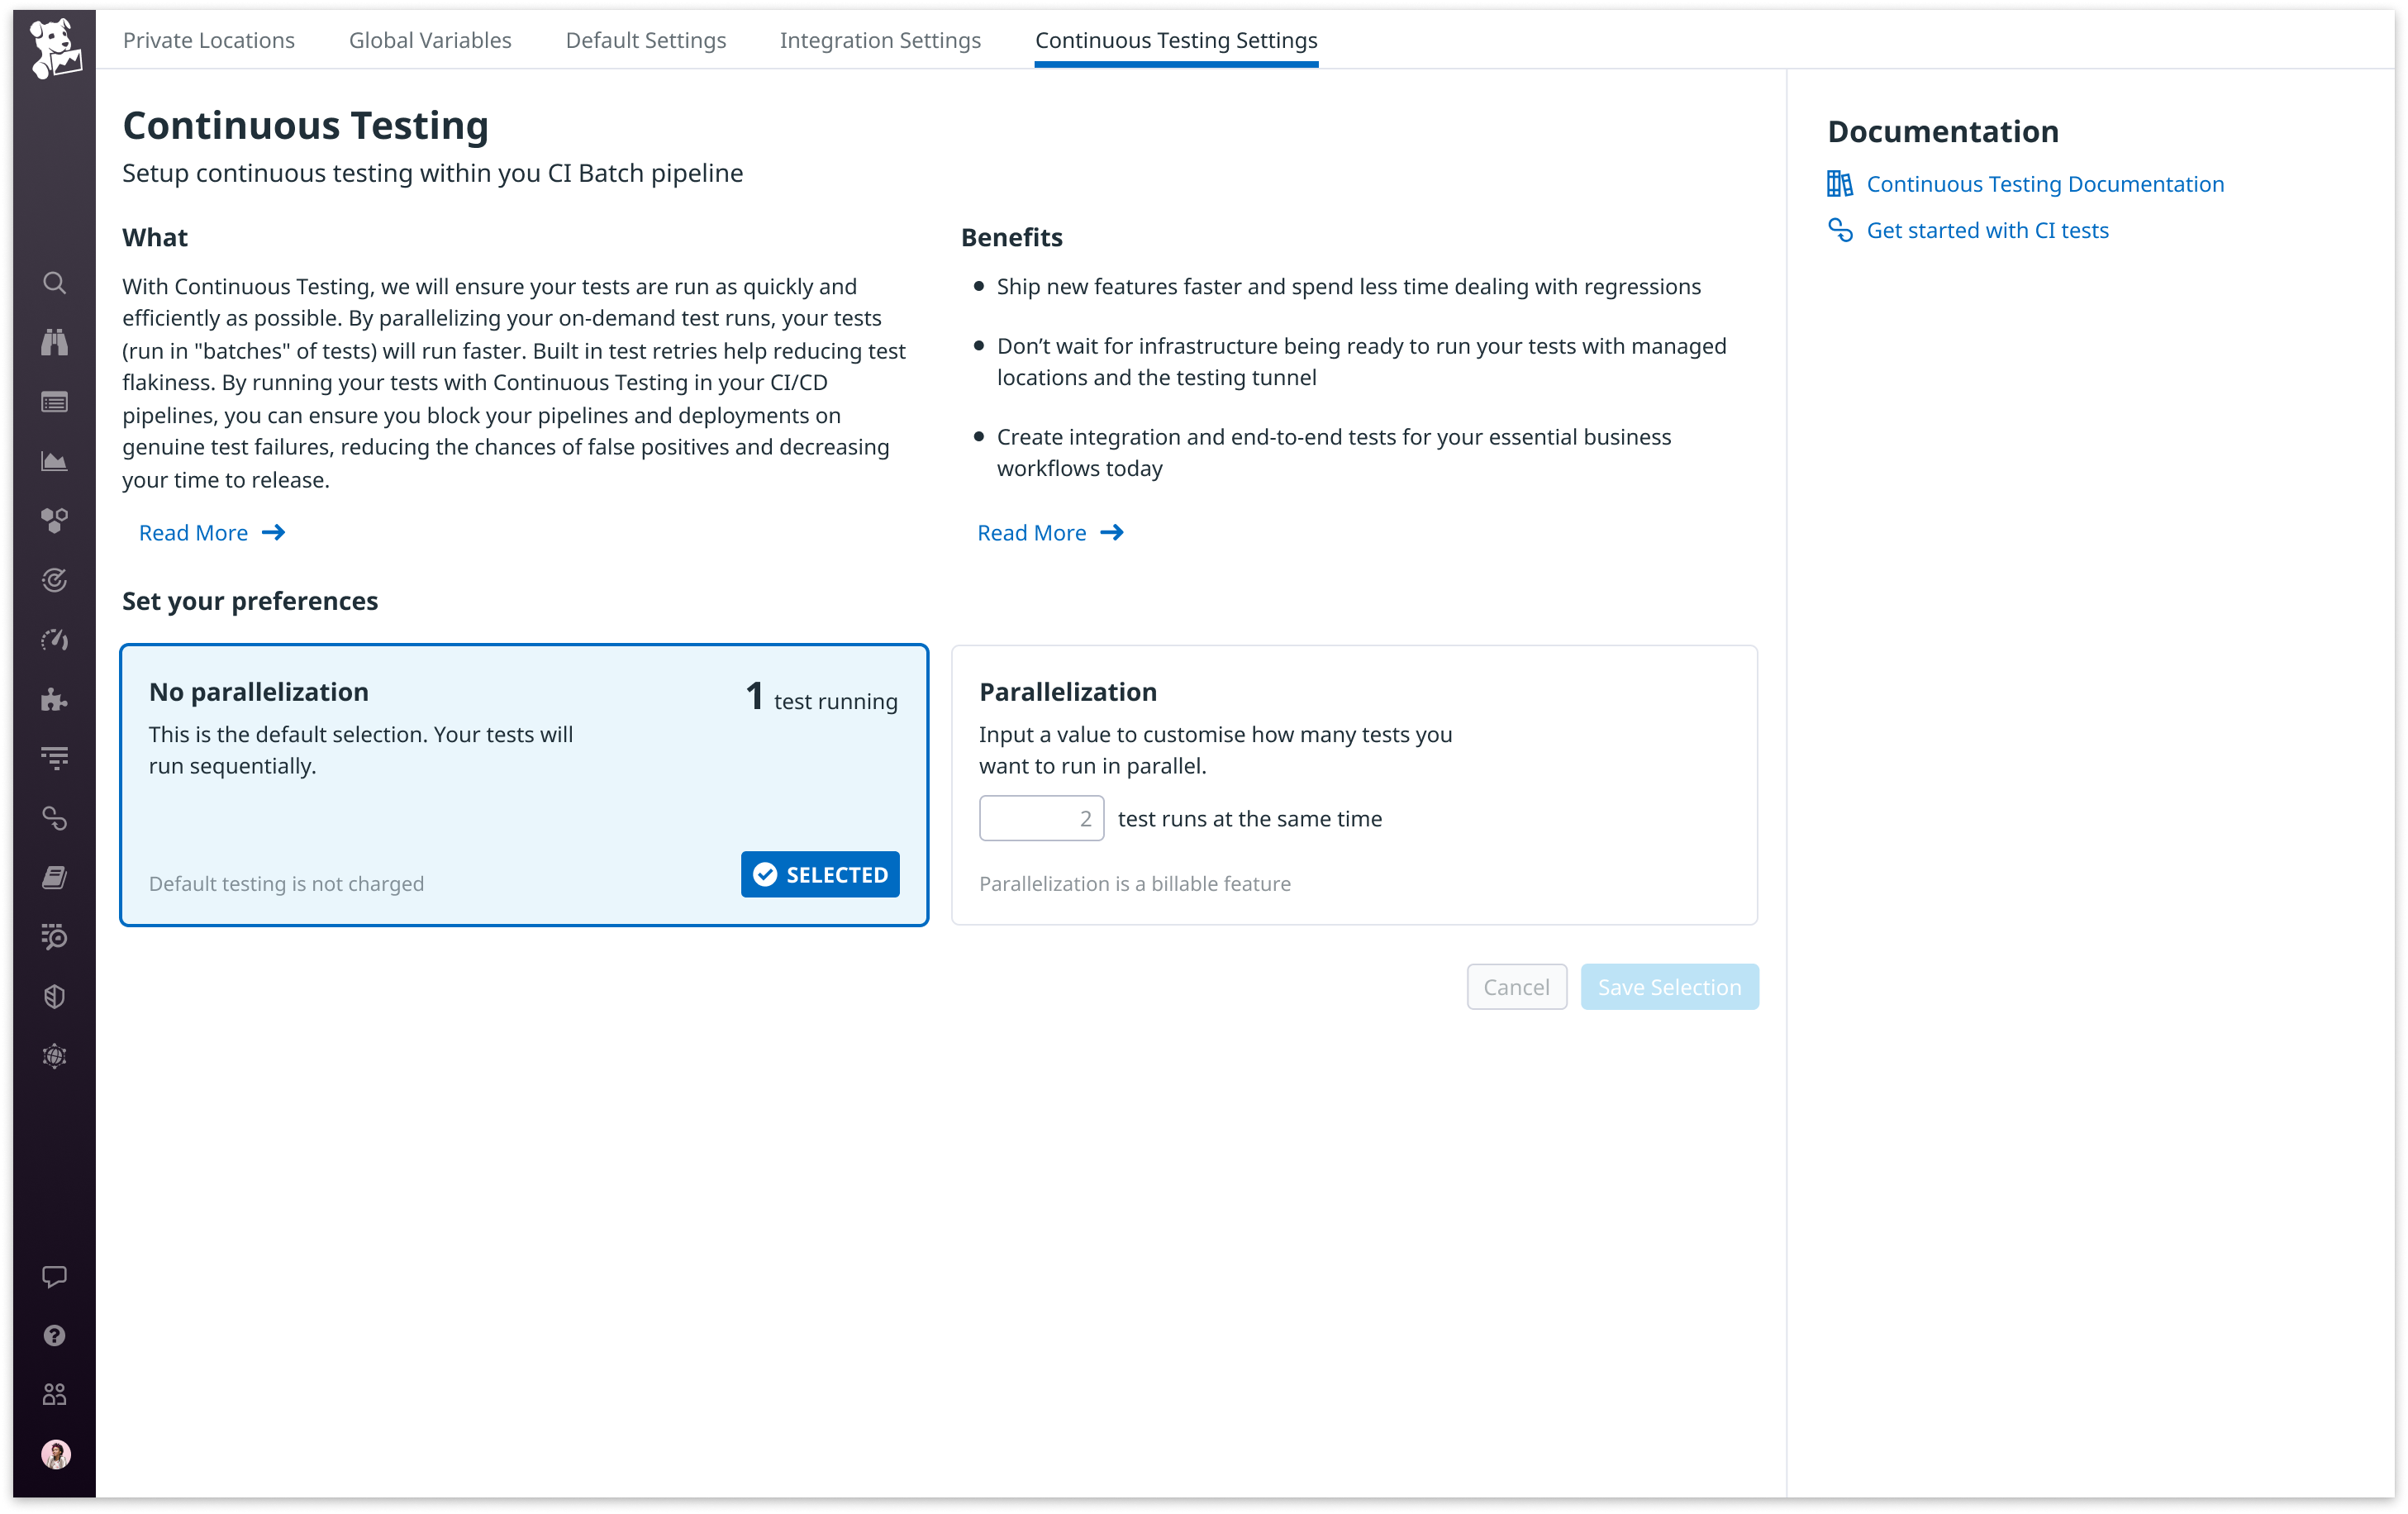 Private Locations
Global Variables
Default Settings
Integration Settings
Continuous Testing Settings
Continuous Testing
Setup continuous testing within you CI Batch pipeline
What
With Continuous Testing, we will ensure your tests are run as quickly and
efficiently as possible. By parallelizing your on-demand test runs, your tests
(run in "batches" of tests) will run faster. Built in test retries help reducing test
flakiness. By running your tests with Continuous Testing in your CI/CD
pipelines, you can ensure you block your pipelines and deployments on
genuine test failures, reducing the chances of false positives and decreasing
your time to release.
Read More
Benefits
Ship new features faster and spend less time dealing with regressions
Don’t wait for infrastructure being ready to run your tests with managed
locations and the testing tunnel
Create integration and end-to-end tests for your essential business
workflows today
Read More
Set your preferences
No parallelization
1 test running
This is the default selection. Your tests will
run sequentially.
Default testing is not charged
SELECTED
Parallelization
Input a value to customise how many tests you
want to run in parallel.
2 test runs at the same time
Parallelization is a billable feature
Cancel
Save Selection
Documentation
Continuous Testing Documentation
Get started with CI tests